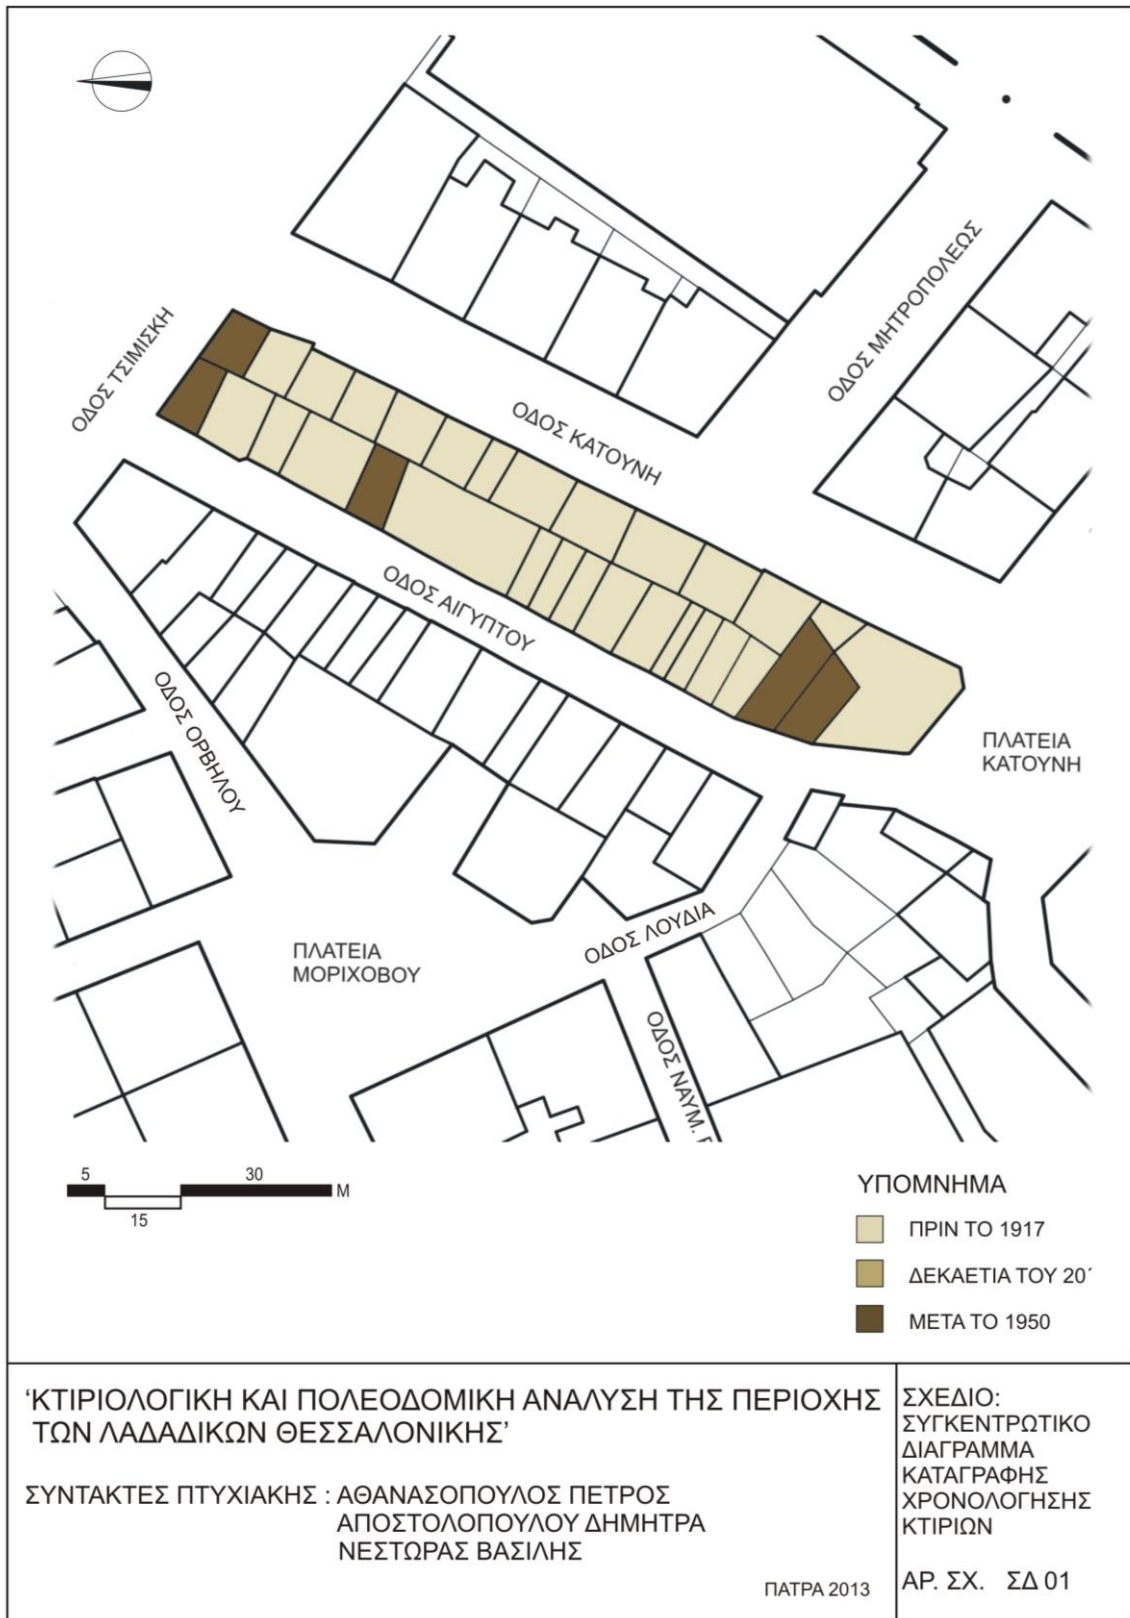 ΟΔΟΣ ΤΣΙΜΙΣΚΗ
ΟΔΟΣ ΚΑΤΟΥΝΗ
ΟΔΟΣ ΜΗΤΡΟΠΟΛΕΩΣ
ΟΔΟΣ ΑΙΓΥΠΤΟΥ
ΟΔΟΣ ΟΡΒΗΛΟΥ
ΠΛΑΤΕΙΑ
ΚΑΤΟΥΝΗ
ΠΛΑΤΕΙΑ
ΜΟΡΙΧΟΒΟΥ
ΟΔΟΣ ΛΟΥΔΙΑ
ΟΔΟΣ ΝΑΥΜ.
5 30 M
15
ΥΠΟΜΝΗΜΑ
ΠΡΙΝ ΤΟ 1917
ΔΕΚΑΕΤΙΑ ΤΟΥ 20΄
ΜΕΤΑ ΤΟ 1950
‘ΚΤΙΡΙΟΛΟΓΙΚΗ ΚΑΙ ΠΟΛΕΟΔΟΜΙΚΗ ΑΝΑΛΥΣΗ ΤΗΣ ΠΕΡΙΟΧΗΣ
ΤΩΝ ΛΑΔΑΔΙΚΩΝ ΘΕΣΣΑΛΟΝΙΚΗΣ’
ΣΥΝΤΑΚΤΕΣ ΠΤΥΧΙΑΚΗΣ : ΑΘΑΝΑΣΟΠΟΥΛΟΣ ΠΕΤΡΟΣ
ΑΠΟΣΤΟΛΟΠΟΥΛΟΥ ΔΗΜΗΤΡΑ
ΝΕΣΤΩΡΑΣ ΒΑΣΙΛΗΣ
ΠΑΤΡΑ 2013
ΣΧΕΔΙΟ:
ΣΥΓΚΕΝΤΡΩΤΙΚΟ
ΔΙΑΓΡΑΜΜΑ
ΚΑΤΑΓΡΑΦΗΣ
ΧΡΟΝΟΛΟΓΗΣΗΣ
ΚΤΙΡΙΩΝ
ΑΡ. ΣΧ. ΣΔ 01